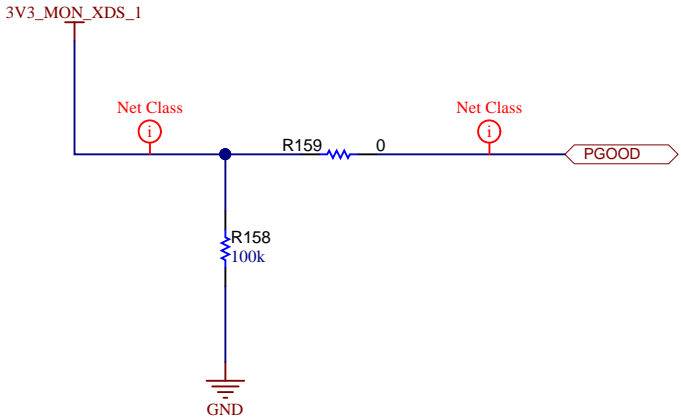 3V3_MON_XDS_1
Net Class
i
Net Class
i
R159
0
PGOOD
R158
100k
GND